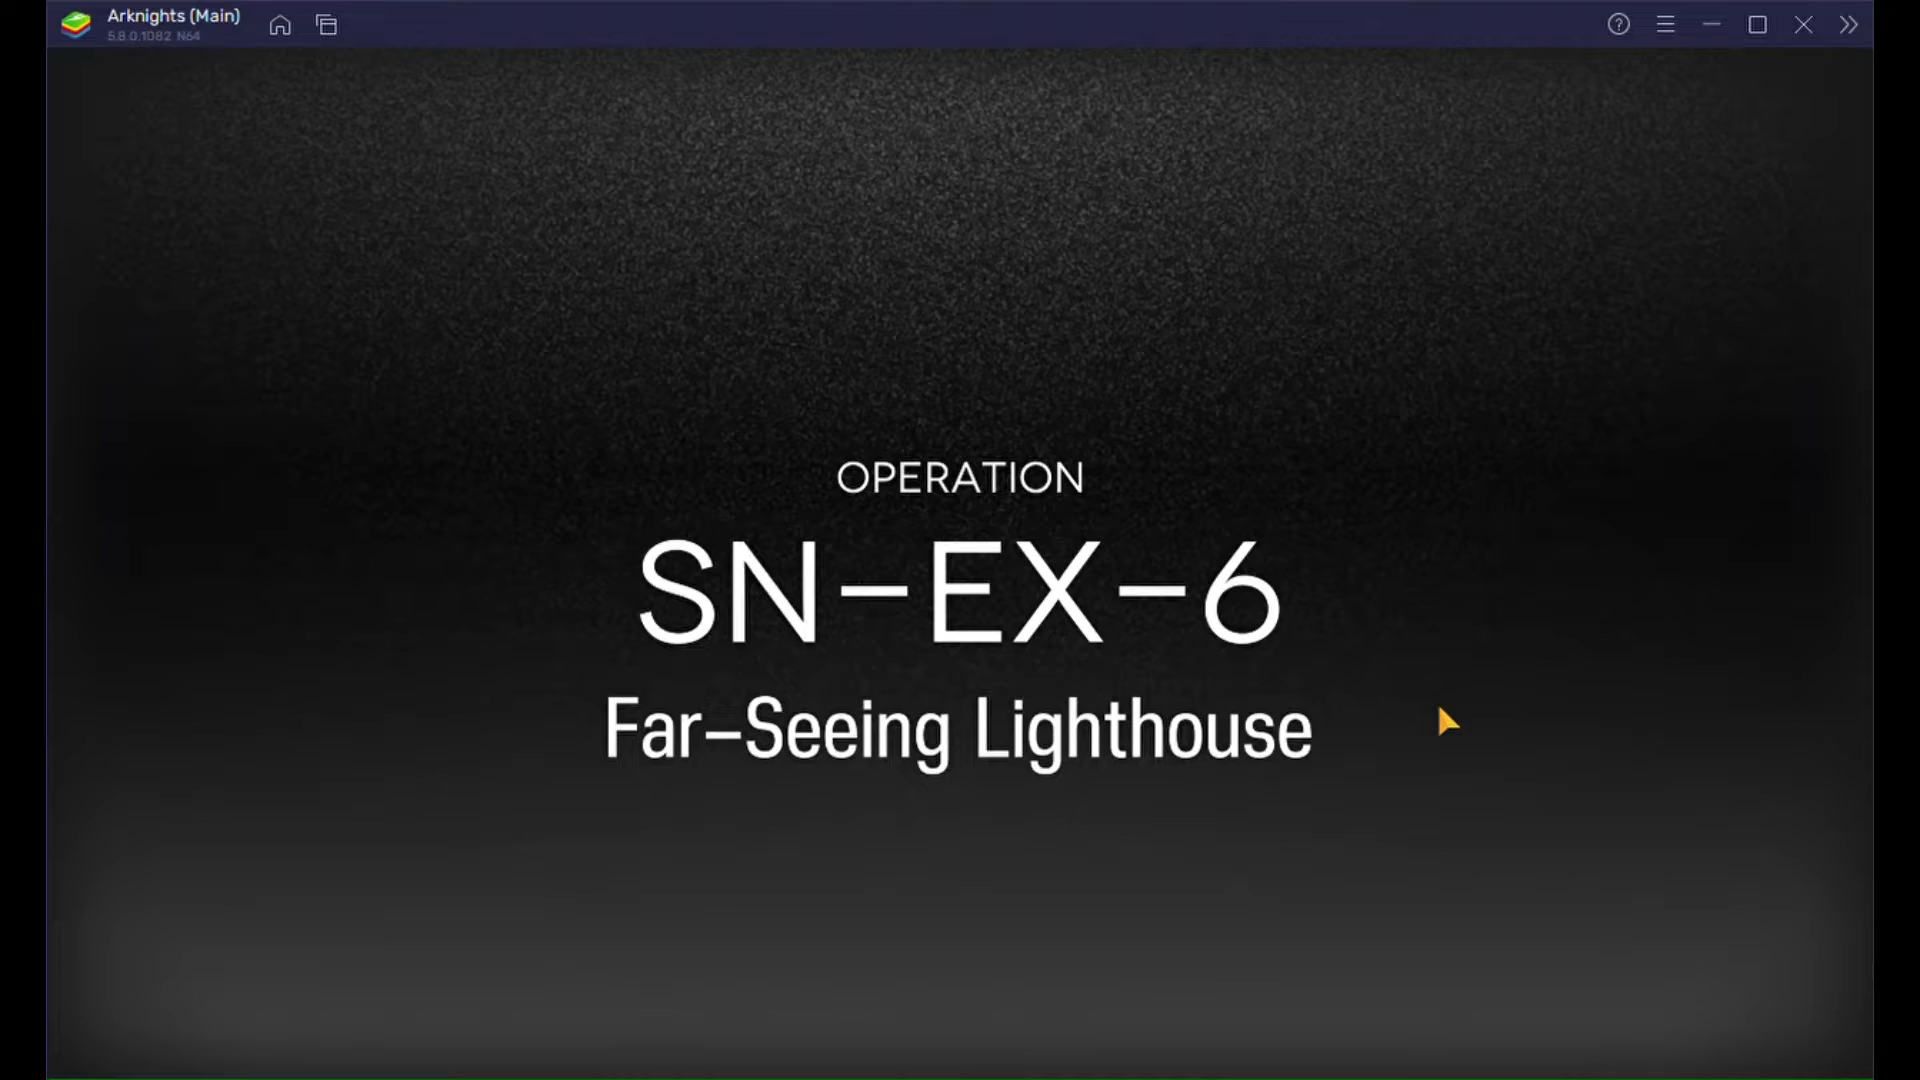 Arknights (Main)
5.8.0.1082 N64
OPERATION
SN-EX-6
Far-Seeing Lighthouse